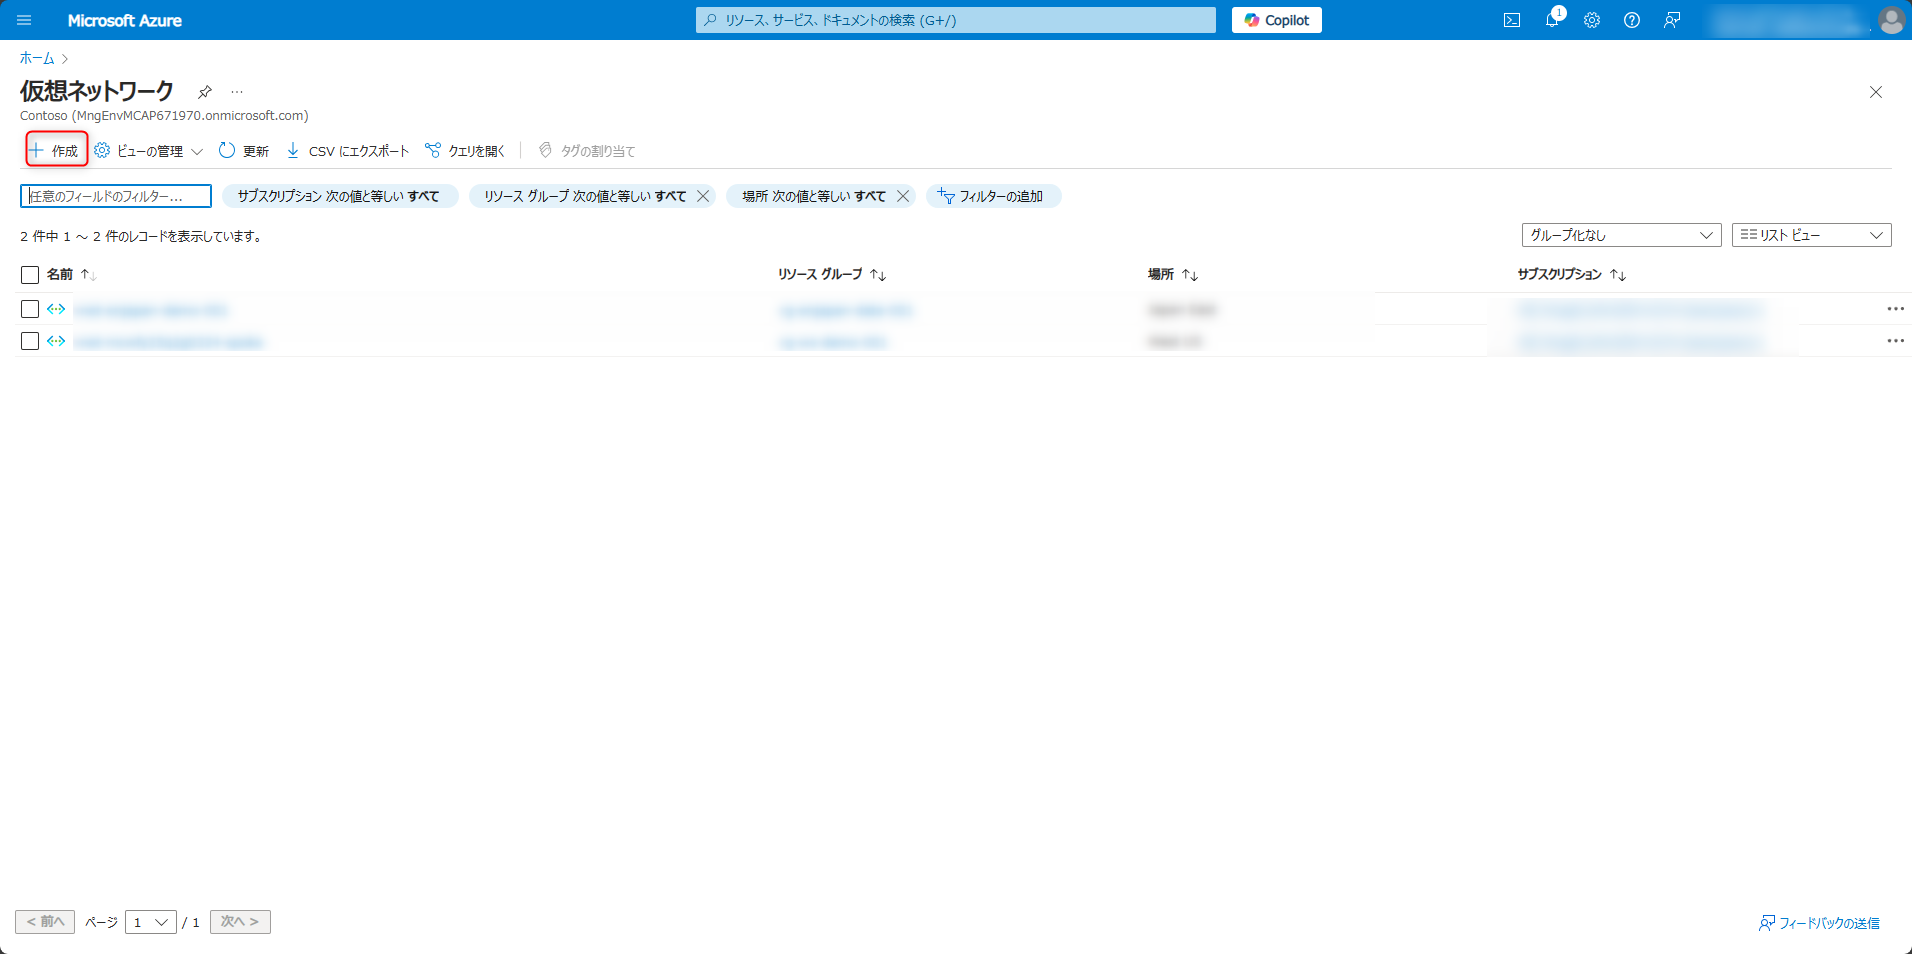 Microsoft Azure
リソース、サービス、ドキュメントの検索 (G+/)
Copilot
1
ホーム
仮想ネットワーク
Contoso (MngEnvMCAP671970.onmicrosoft.com)
作成 ビューの管理 更新 CSV にエクスポート クエリを開く タグの割り当て
任意のフィールドのフィルター... サブスクリプション 次の値と等しい すべて リソース グループ 次の値と等しい すべて 場所 次の値と等しい すべて フィルターの追加
2 件中 1 ～ 2 件のレコードを表示しています。
グループ化なし リスト ビュー
名前 リソース グループ 場所 サブスクリプション
< 前へ ページ 1 / 1 次へ >
フィードバックの送信